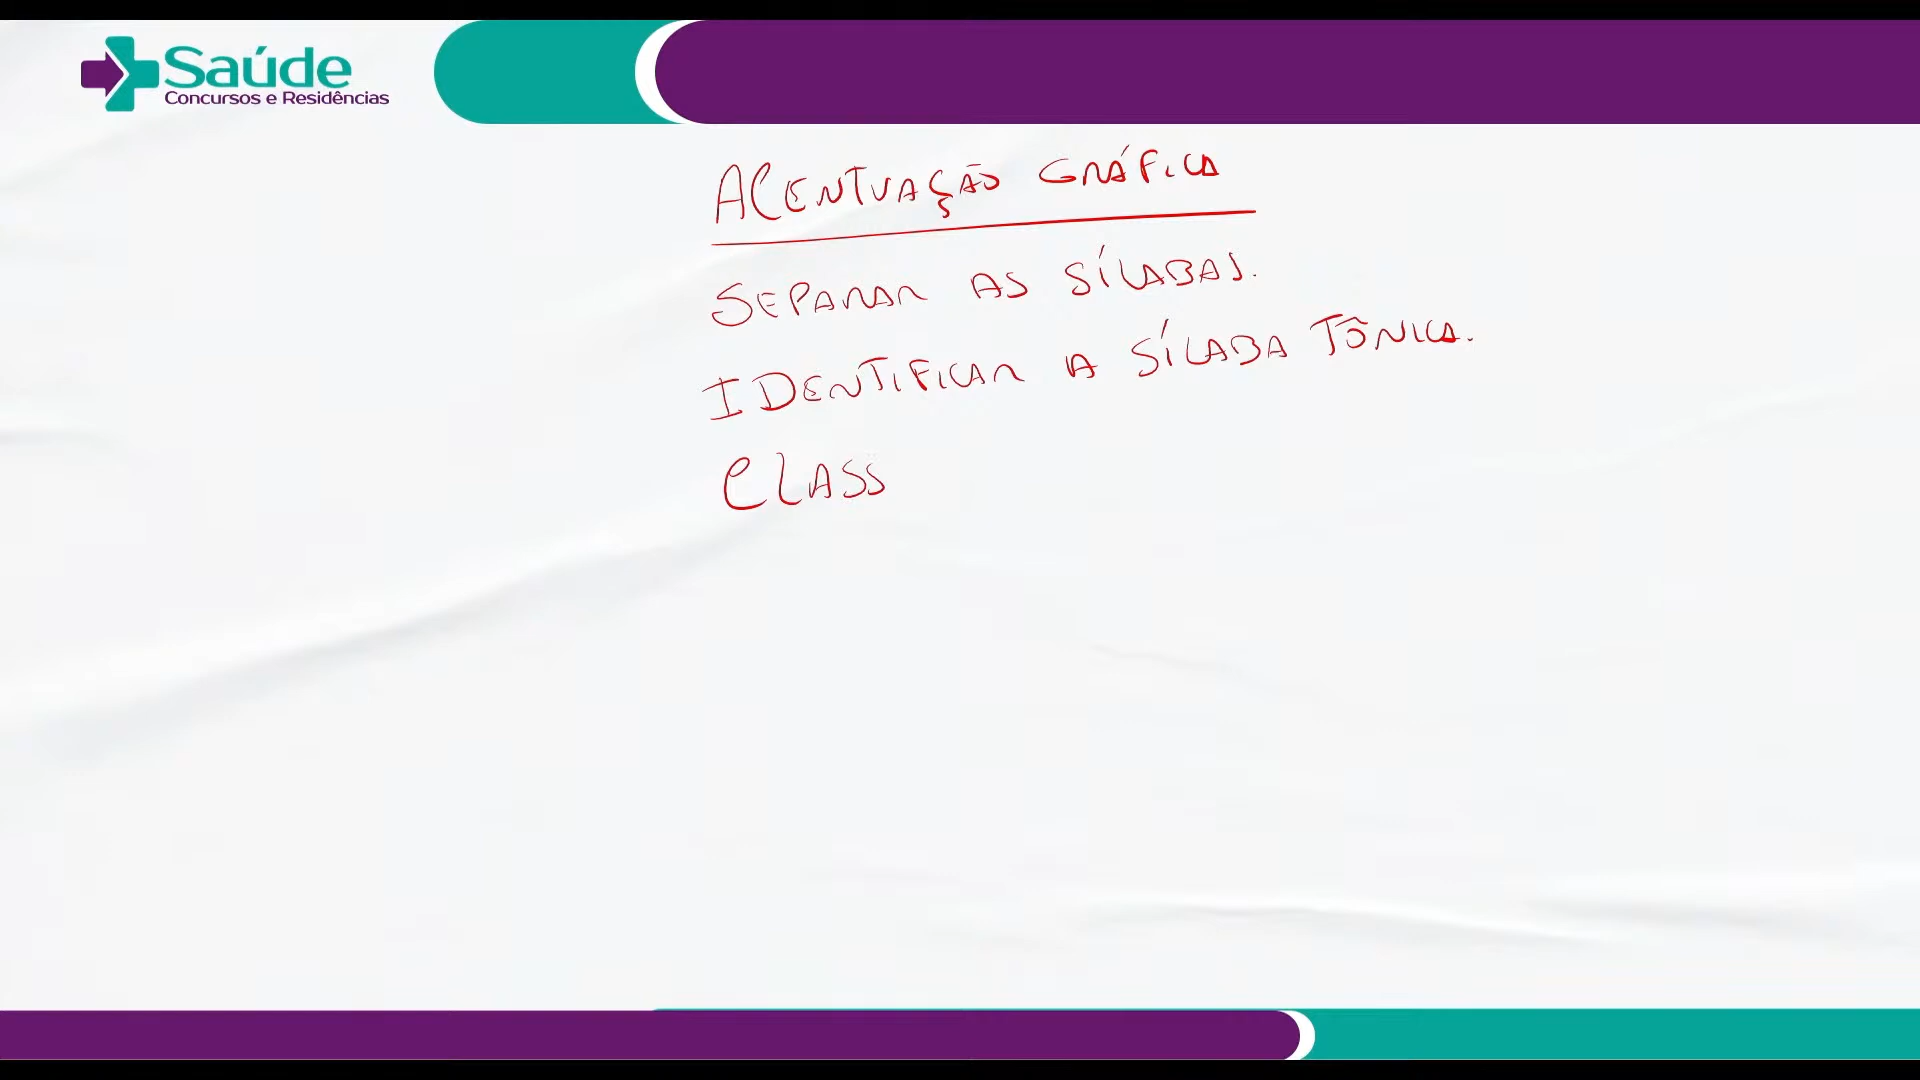 Saúde
Concursos e Residências
ACENTUAÇÃO GRÁFICA
SEPARAR AS SÍLABAS.
IDENTIFICAR A SÍLABA TÔNICA.
CLASS